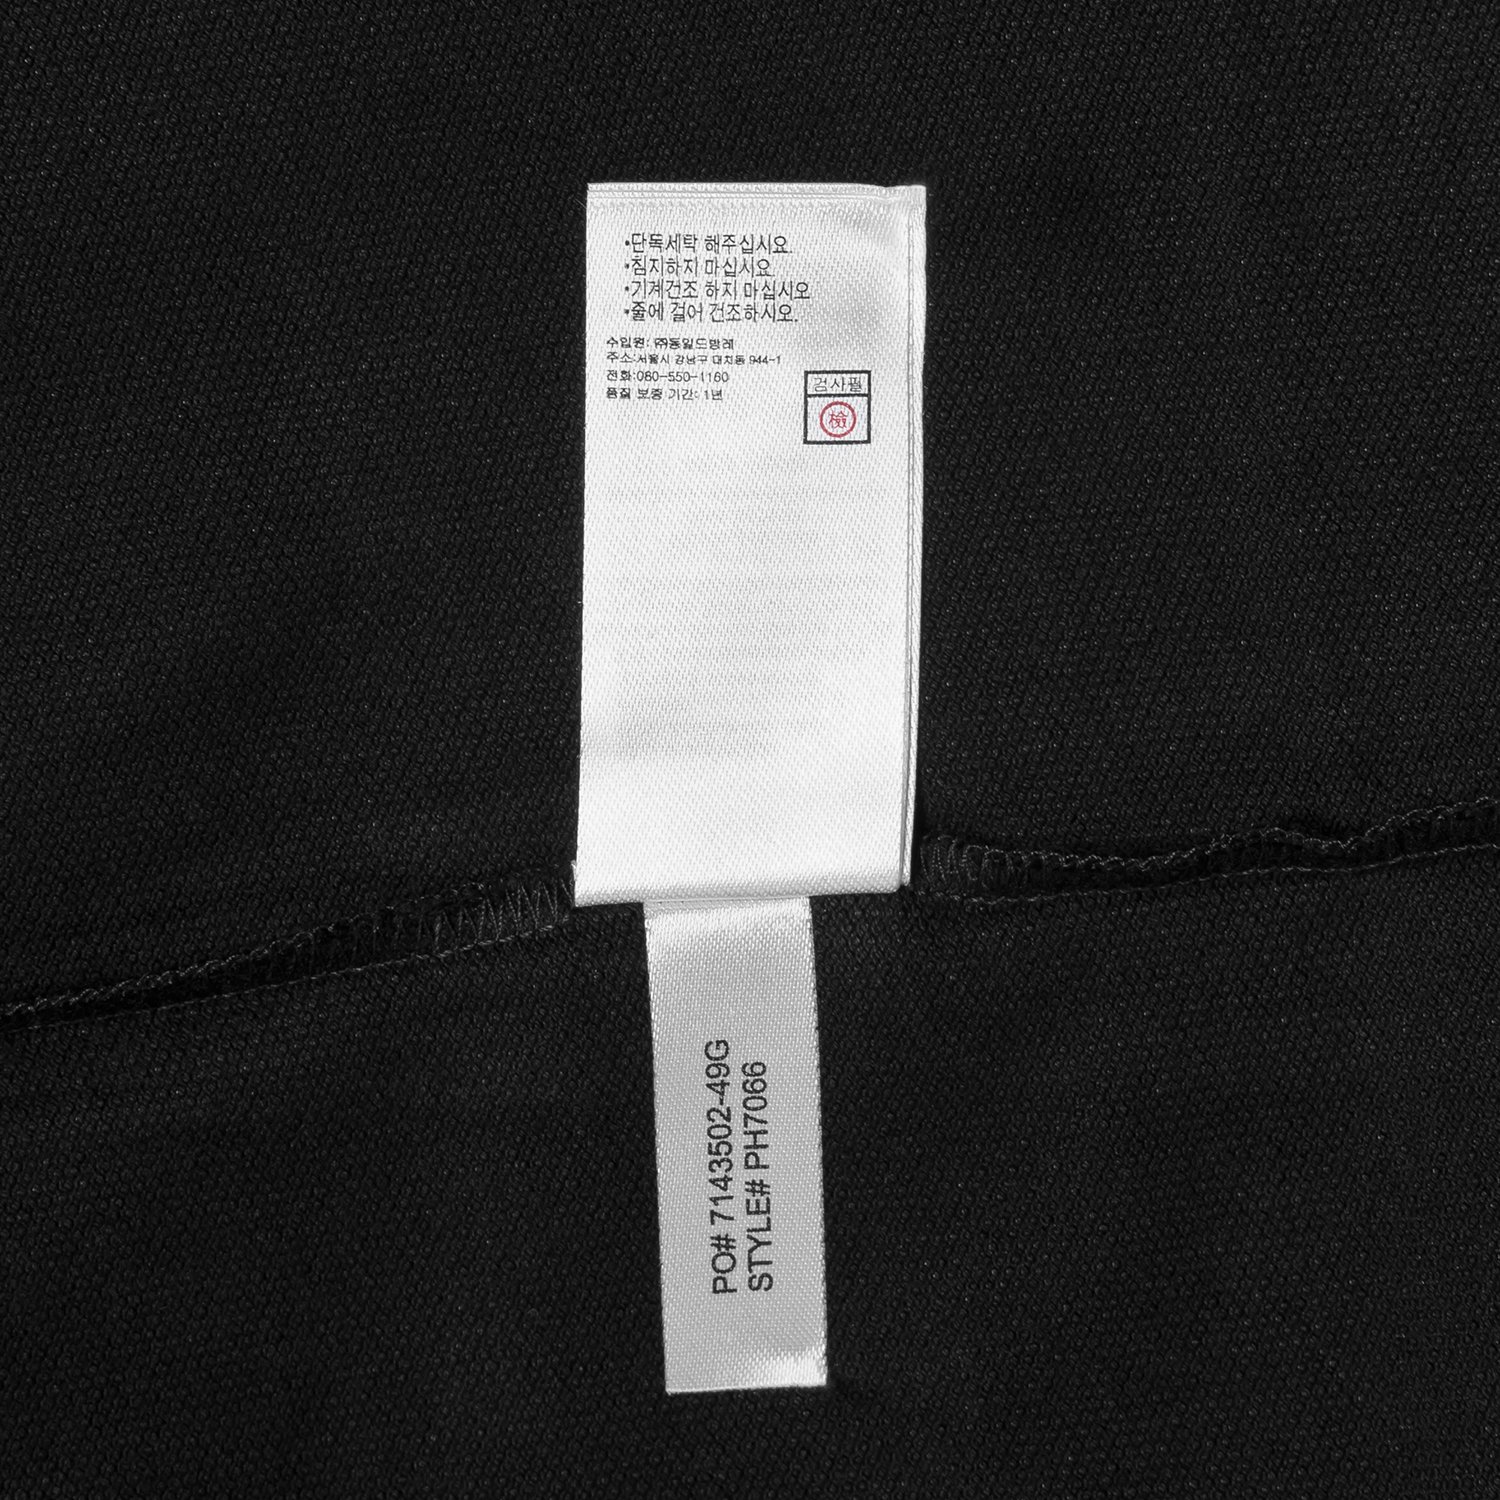 •단독세탁 해주십시요.
•침지하지 마십시요.
•기계건조 하지 마십시오
•줄에 걸어 건조하시오.
수입원: ㈜동일드방레
주소:서울시 강남구 대치동 944-1
전화:080-550-1160
품질 보증 기간: 1년
검사필
檢
PO# 7143502-49G
STYLE# PH7066